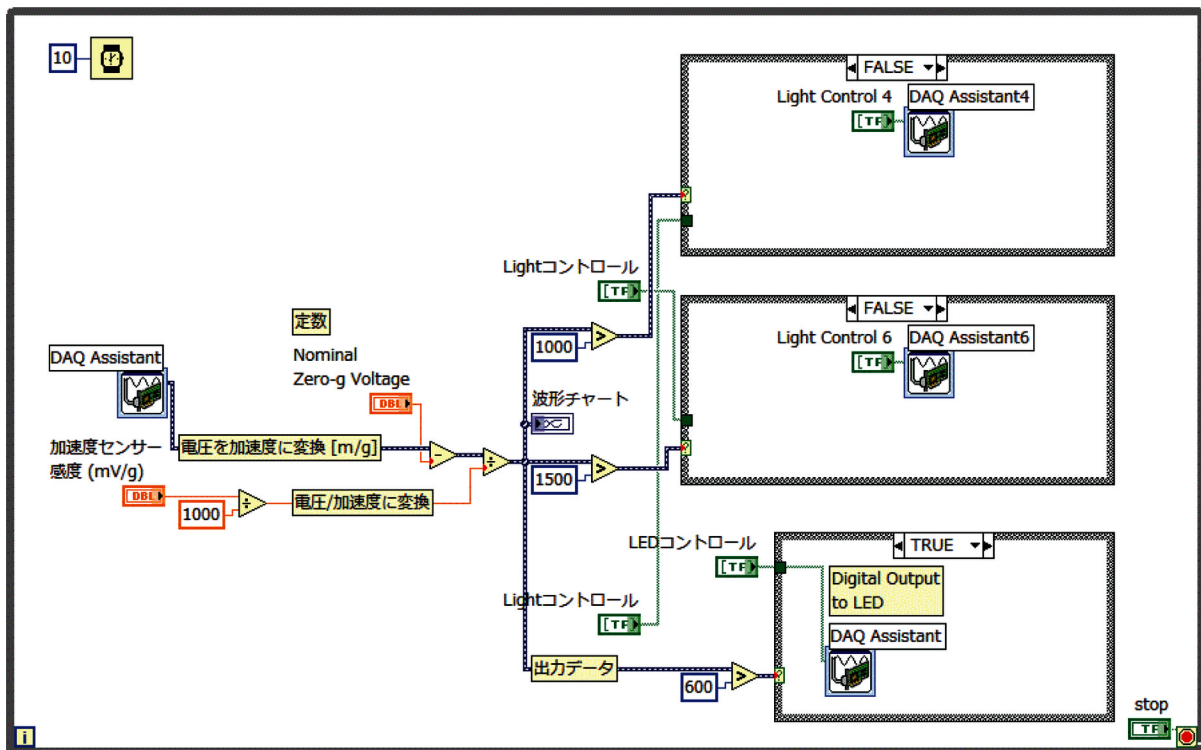 10
FALSE
Light Control 4
DAQ Assistant4
TF
?
Lightコントロール
TF
FALSE
Light Control 6
DAQ Assistant6
TF
定数
1000
>
DAQ Assistant
Nominal
Zero-g Voltage
DBL
波形チャート
加速度センサー
感度 (mV/g)
電圧を加速度に変換 [m/g]
-
÷
1500
>
?
DBL
1000
÷
電圧/加速度に変換
LEDコントロール
TF
TRUE
Digital Output
to LED
Lightコントロール
TF
DAQ Assistant
出力データ
600
>
?
stop
TF
i